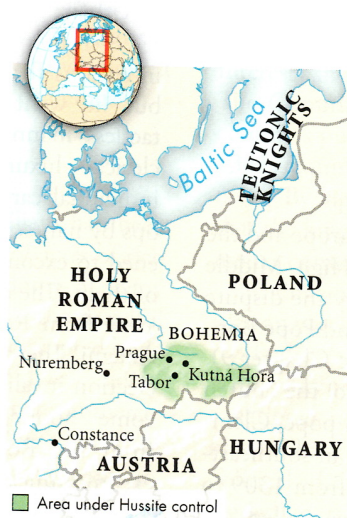 Baltic Sea
TEUTONIC
KNIGHTS
HOLY
ROMAN
EMPIRE
POLAND
BOHEMIA
Prague
Nuremberg
Kutná Hora
Tabor
Constance
HUNGARY
AUSTRIA
Area under Hussite control